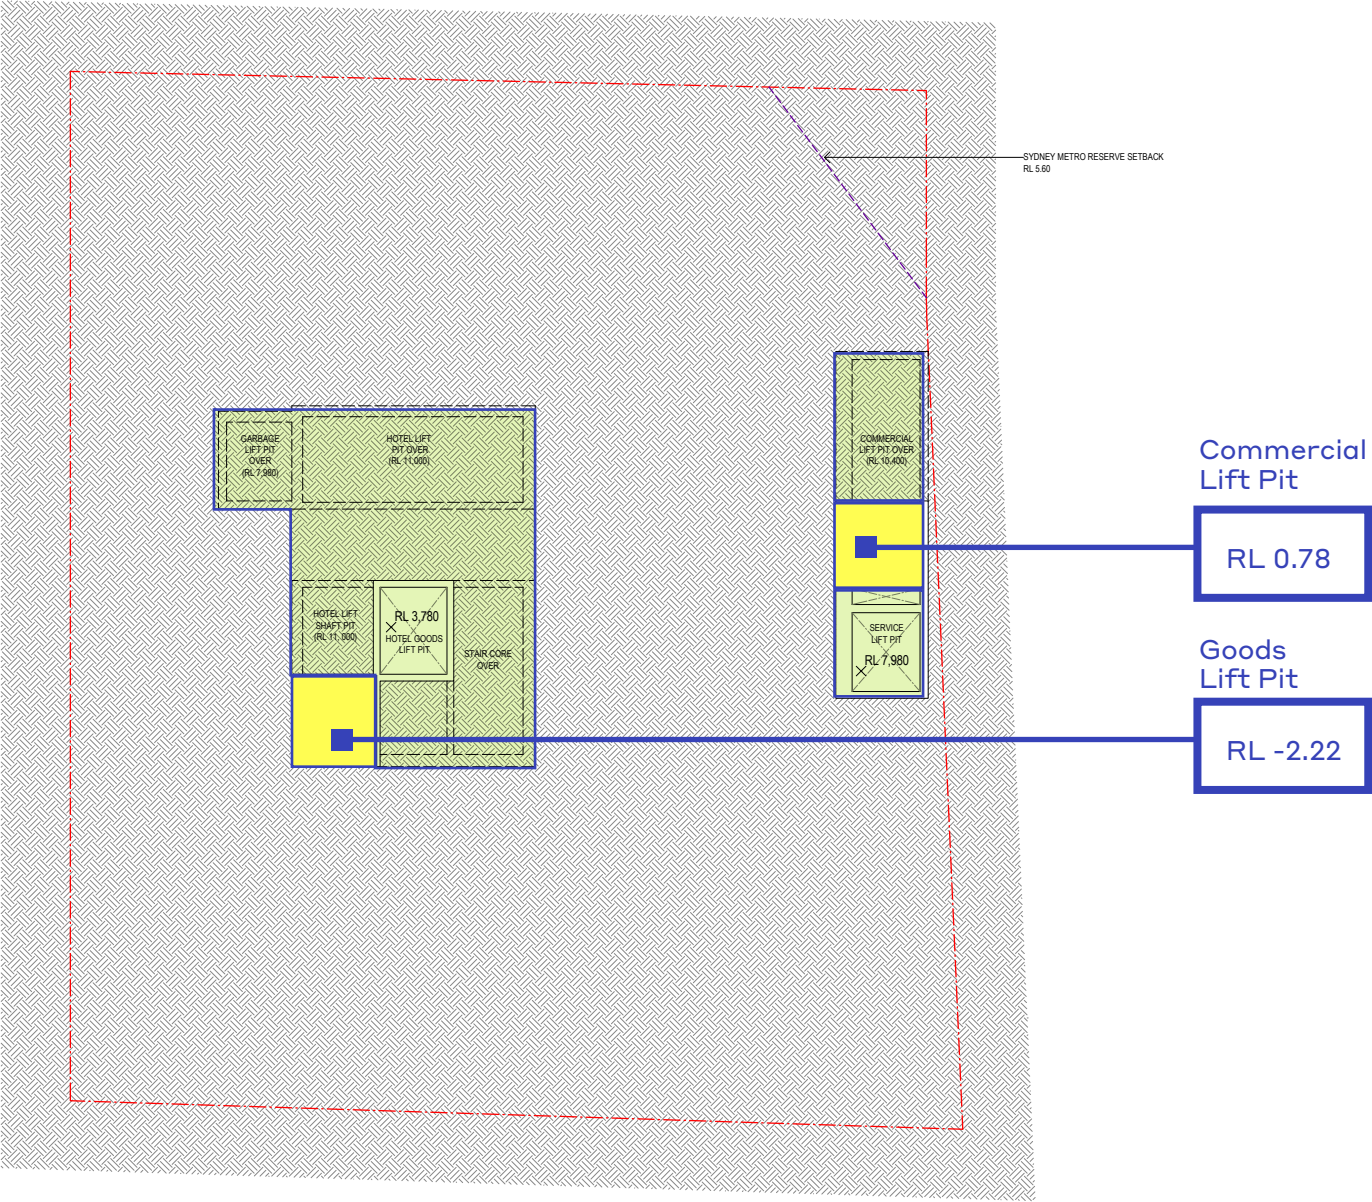 SYDNEY METRO RESERVE SETBACK
RL 5.60
GARBAGE
LIFT PIT
OVER
(RL 7,980)
HOTEL LIFT
PIT OVER
(RL 11,000)
COMMERCIAL
LIFT PIT OVER
(RL 10,400)
Commercial
Lift Pit
RL 0.78
HOTEL LIFT
SHAFT PIT
(RL 11, 000)
RL 3,780
HOTEL GOODS
LIFT PIT
STAIR CORE
OVER
SERVICE
LIFT PIT
RL 7,980
Goods
Lift Pit
RL -2.22